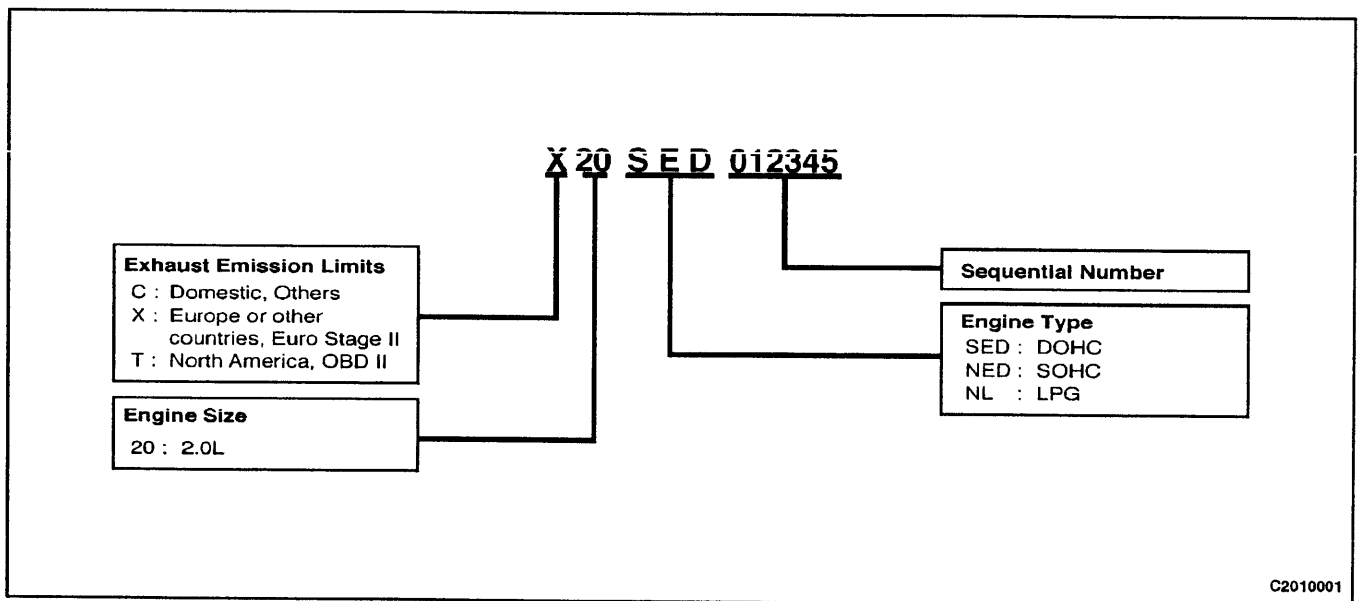 X 20 S E D 012345
Exhaust Emission Limits
C : Domestic, Others
X : Europe or other
countries, Euro Stage II
T : North America, OBD II
Engine Size
20 : 2.0L
Sequential Number
Engine Type
SED : DOHC
NED : SOHC
NL : LPG
C2010001